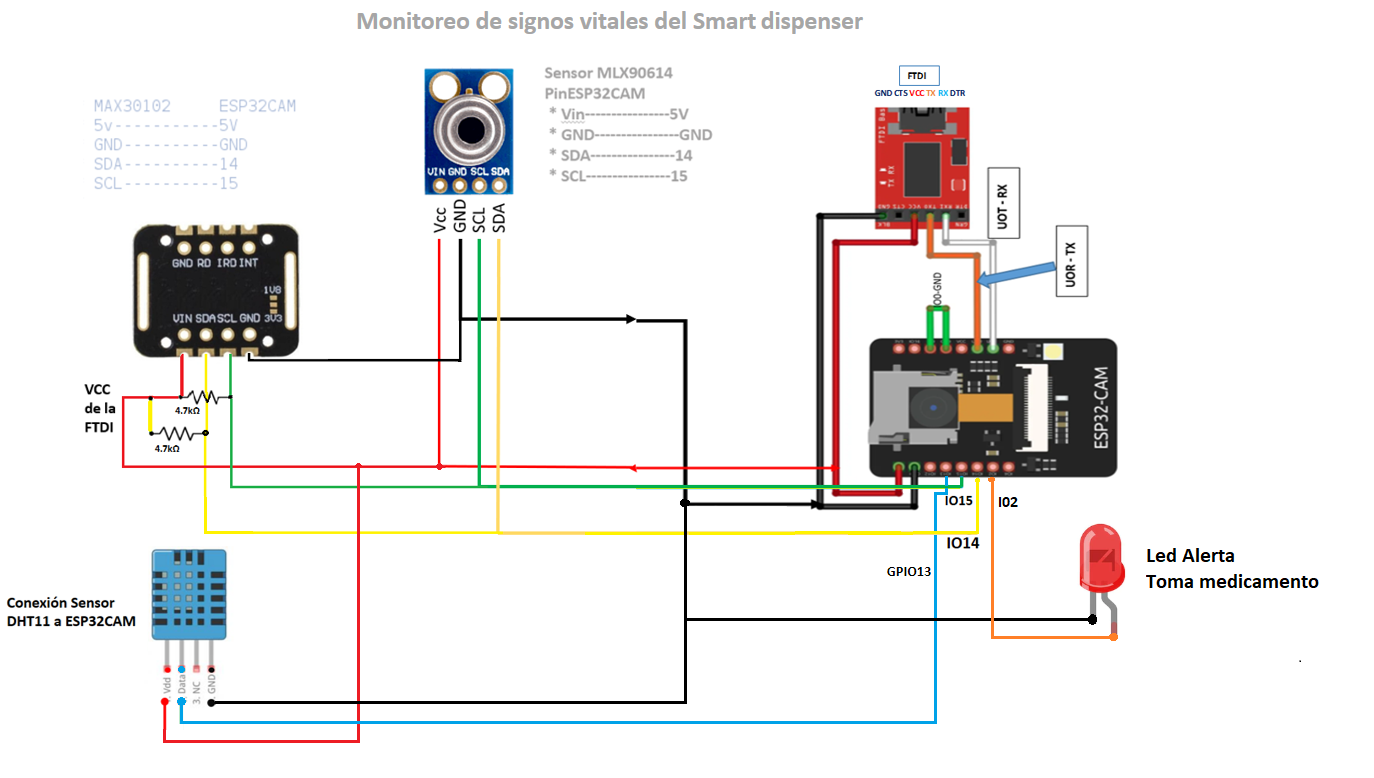 Monitoreo de signos vitales del Smart dispenser
MAX30102 ESP32CAM
5v-----------5V
GND----------GND
SDA----------14
SCL----------15
Sensor MLX90614
PinESP32CAM
* Vin----------------5V
* GND----------------GND
* SDA----------------14
* SCL----------------15
VIN GND SCL SDA
Vcc
GND
SCL
SDA
FTDI
GND CTS VCC TX RX DTR
FTDI
TX RX
UOT - RX
UOR - TX
IO0-GND
GND RD IRD INT
1V8
3V3
VIN SDA SCL GND
VCC
de la
FTDI
4.7kΩ
4.7kΩ
ESP32-CAM
IO15
I02
IO14
GPIO13
Conexión Sensor
DHT11 a ESP32CAM
Vdd
Data
3. NC
GND
Led Alerta
Toma medicamento